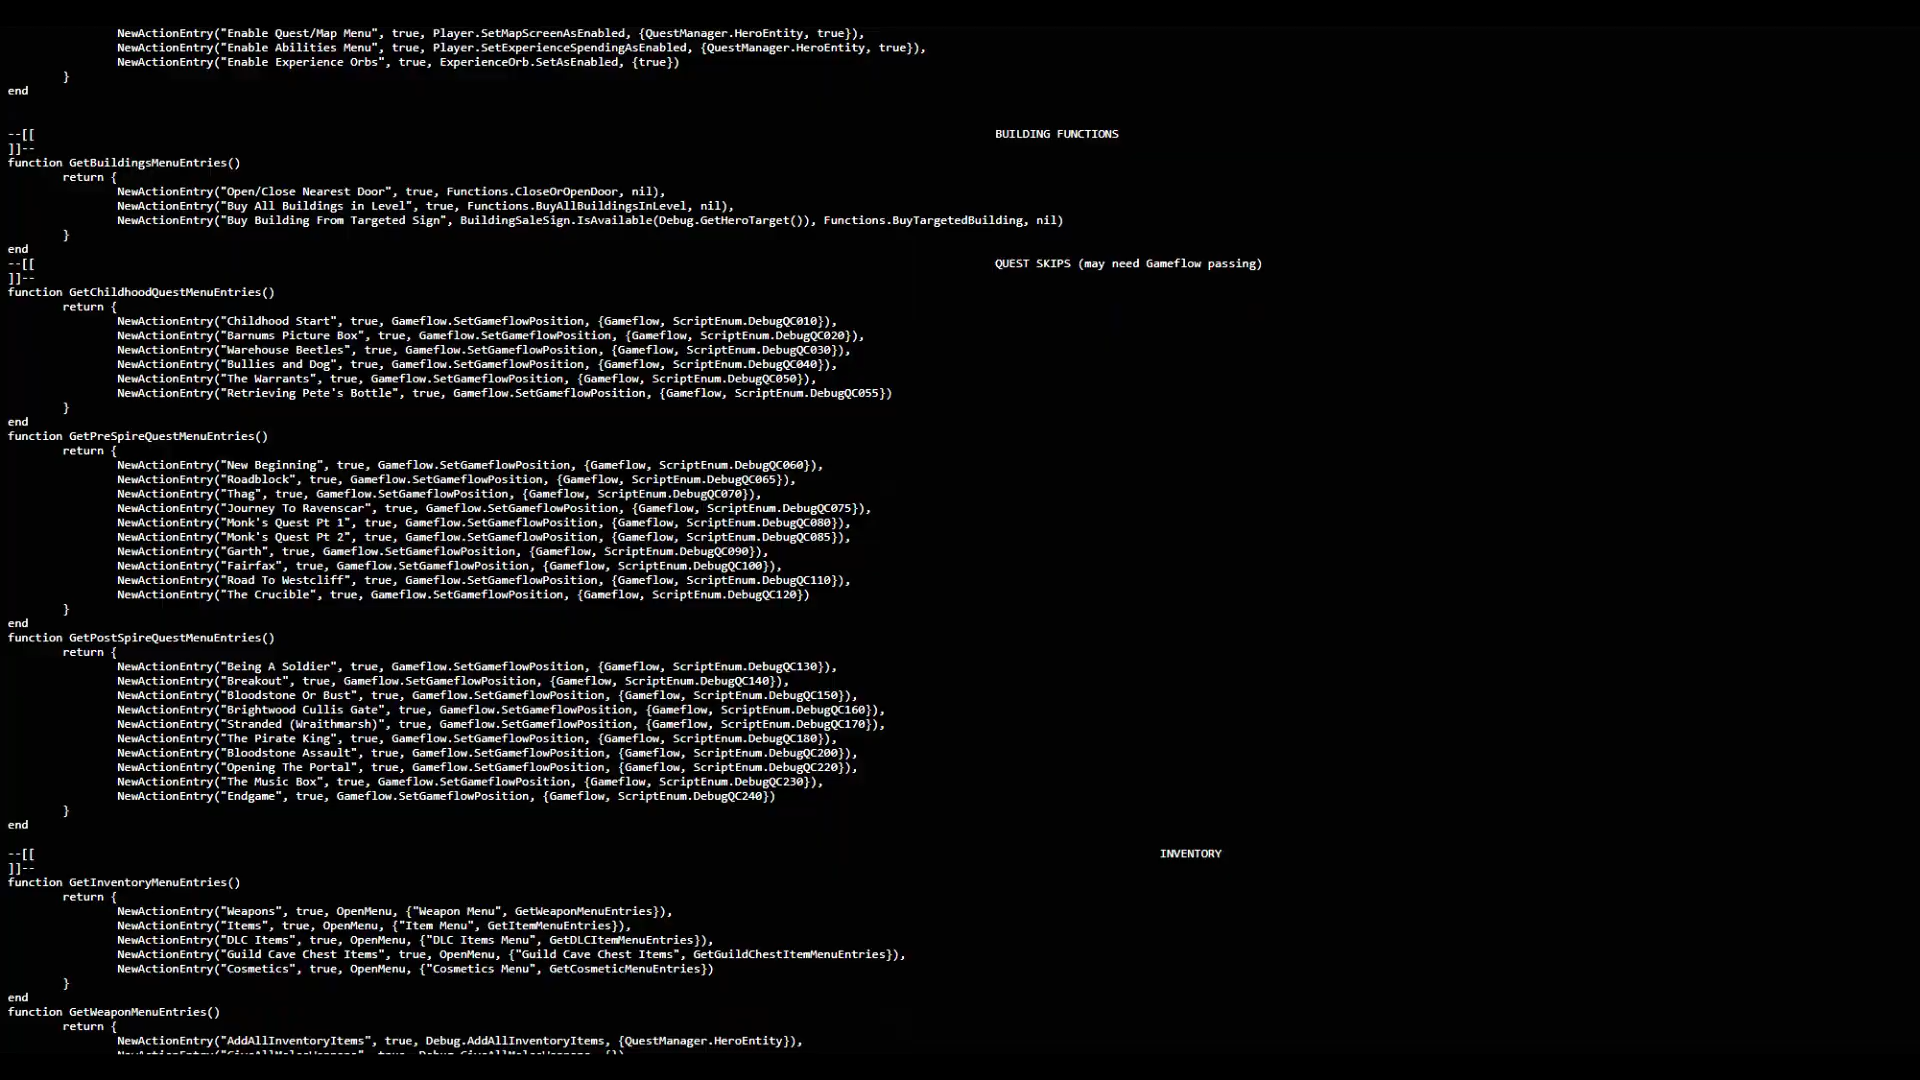 NewActionEntry("Enable Quest/Map Menu", true, Player.SetMapScreenAsEnabled, {QuestManager.HeroEntity, true}),
NewActionEntry("Enable Abilities Menu", true, Player.SetExperienceSpendingAsEnabled, {QuestManager.HeroEntity, true}),
NewActionEntry("Enable Experience Orbs", true, ExperienceOrb.SetAsEnabled, {true})
}
end
--[[ BUILDING FUNCTIONS
]]--
function GetBuildingsMenuEntries()
return {
NewActionEntry("Open/Close Nearest Door", true, Functions.CloseOrOpenDoor, nil),
NewActionEntry("Buy All Buildings in Level", true, Functions.BuyAllBuildingsInLevel, nil),
NewActionEntry("Buy Building From Targeted Sign", BuildingSaleSign.IsAvailable(Debug.GetHeroTarget()), Functions.BuyTargetedBuilding, nil)
}
end
--[[ QUEST SKIPS (may need Gameflow passing)
]]--
function GetChildhoodQuestMenuEntries()
return {
NewActionEntry("Childhood Start", true, Gameflow.SetGameflowPosition, {Gameflow, ScriptEnum.DebugQC010}),
NewActionEntry("Barnums Picture Box", true, Gameflow.SetGameflowPosition, {Gameflow, ScriptEnum.DebugQC020}),
NewActionEntry("Warehouse Beetles", true, Gameflow.SetGameflowPosition, {Gameflow, ScriptEnum.DebugQC030}),
NewActionEntry("Bullies and Dog", true, Gameflow.SetGameflowPosition, {Gameflow, ScriptEnum.DebugQC040}),
NewActionEntry("The Warrants", true, Gameflow.SetGameflowPosition, {Gameflow, ScriptEnum.DebugQC050}),
NewActionEntry("Retrieving Pete's Bottle", true, Gameflow.SetGameflowPosition, {Gameflow, ScriptEnum.DebugQC055})
}
end
function GetPreSpireQuestMenuEntries()
return {
NewActionEntry("New Beginning", true, Gameflow.SetGameflowPosition, {Gameflow, ScriptEnum.DebugQC060}),
NewActionEntry("Roadblock", true, Gameflow.SetGameflowPosition, {Gameflow, ScriptEnum.DebugQC065}),
NewActionEntry("Thag", true, Gameflow.SetGameflowPosition, {Gameflow, ScriptEnum.DebugQC070}),
NewActionEntry("Journey To Ravenscar", true, Gameflow.SetGameflowPosition, {Gameflow, ScriptEnum.DebugQC075}),
NewActionEntry("Monk's Quest Pt 1", true, Gameflow.SetGameflowPosition, {Gameflow, ScriptEnum.DebugQC080}),
NewActionEntry("Monk's Quest Pt 2", true, Gameflow.SetGameflowPosition, {Gameflow, ScriptEnum.DebugQC085}),
NewActionEntry("Garth", true, Gameflow.SetGameflowPosition, {Gameflow, ScriptEnum.DebugQC090}),
NewActionEntry("Fairfax", true, Gameflow.SetGameflowPosition, {Gameflow, ScriptEnum.DebugQC100}),
NewActionEntry("Road To Westcliff", true, Gameflow.SetGameflowPosition, {Gameflow, ScriptEnum.DebugQC110}),
NewActionEntry("The Crucible", true, Gameflow.SetGameflowPosition, {Gameflow, ScriptEnum.DebugQC120})
}
end
function GetPostSpireQuestMenuEntries()
return {
NewActionEntry("Being A Soldier", true, Gameflow.SetGameflowPosition, {Gameflow, ScriptEnum.DebugQC130}),
NewActionEntry("Breakout", true, Gameflow.SetGameflowPosition, {Gameflow, ScriptEnum.DebugQC140}),
NewActionEntry("Bloodstone Or Bust", true, Gameflow.SetGameflowPosition, {Gameflow, ScriptEnum.DebugQC150}),
NewActionEntry("Brightwood Cullis Gate", true, Gameflow.SetGameflowPosition, {Gameflow, ScriptEnum.DebugQC160}),
NewActionEntry("Stranded (Wraithmarsh)", true, Gameflow.SetGameflowPosition, {Gameflow, ScriptEnum.DebugQC170}),
NewActionEntry("The Pirate King", true, Gameflow.SetGameflowPosition, {Gameflow, ScriptEnum.DebugQC180}),
NewActionEntry("Bloodstone Assault", true, Gameflow.SetGameflowPosition, {Gameflow, ScriptEnum.DebugQC200}),
NewActionEntry("Opening The Portal", true, Gameflow.SetGameflowPosition, {Gameflow, ScriptEnum.DebugQC220}),
NewActionEntry("The Music Box", true, Gameflow.SetGameflowPosition, {Gameflow, ScriptEnum.DebugQC230}),
NewActionEntry("Endgame", true, Gameflow.SetGameflowPosition, {Gameflow, ScriptEnum.DebugQC240})
}
end
--[[ INVENTORY
]]--
function GetInventoryMenuEntries()
return {
NewActionEntry("Weapons", true, OpenMenu, {"Weapon Menu", GetWeaponMenuEntries}),
NewActionEntry("Items", true, OpenMenu, {"Item Menu", GetItemMenuEntries}),
NewActionEntry("DLC Items", true, OpenMenu, {"DLC Items Menu", GetDLCItemMenuEntries}),
NewActionEntry("Guild Cave Chest Items", true, OpenMenu, {"Guild Cave Chest Items", GetGuildChestItemMenuEntries}),
NewActionEntry("Cosmetics", true, OpenMenu, {"Cosmetics Menu", GetCosmeticMenuEntries})
}
end
function GetWeaponMenuEntries()
return {
NewActionEntry("AddAllInventoryItems", true, Debug.AddAllInventoryItems, {QuestManager.HeroEntity}),